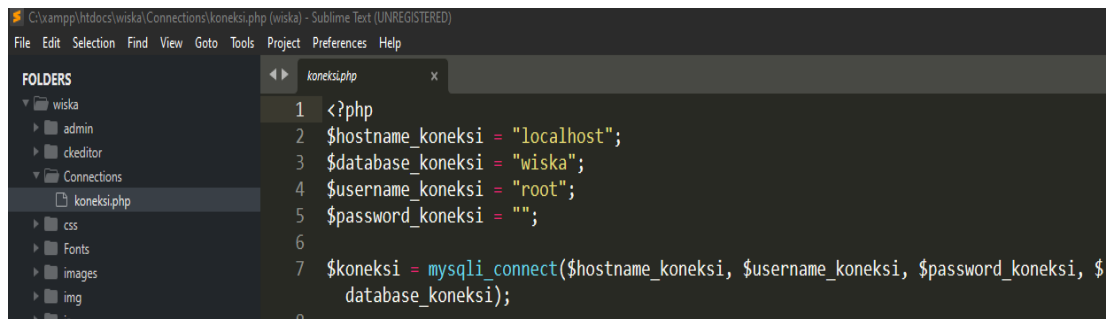 C:\xampp\htdocs\wiska\Connections\koneksi.php (wiska) - Sublime Text (UNREGISTERED)
File Edit Selection Find View Goto Tools Project Preferences Help
FOLDERS
wiska
admin
ckeditor
Connections
koneksi.php
css
Fonts
images
img
koneksi.php x
1 <?php
2 $hostname_koneksi = "localhost";
3 $database_koneksi = "wiska";
4 $username_koneksi = "root";
5 $password_koneksi = "";
6
7 $koneksi = mysqli_connect($hostname_koneksi, $username_koneksi, $password_koneksi, $
database_koneksi);